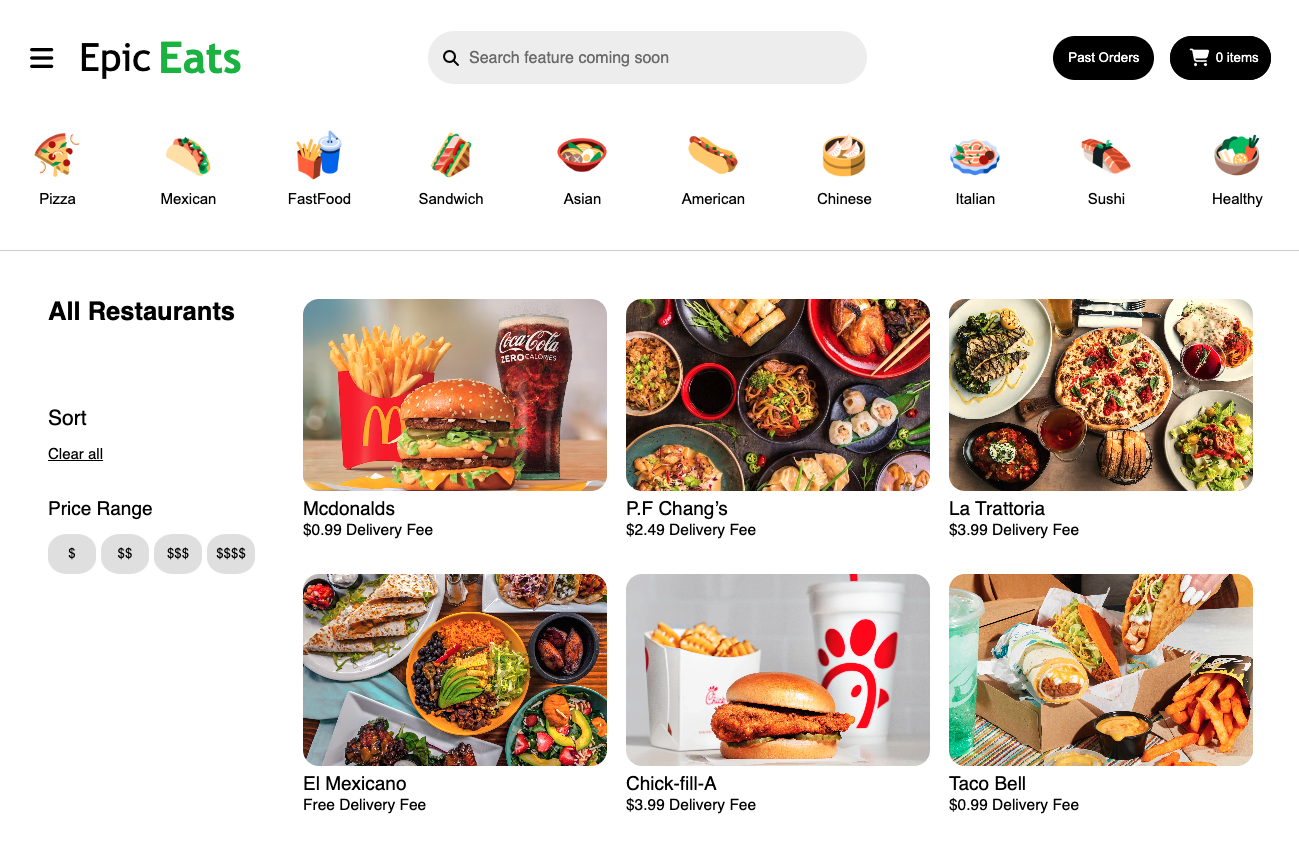 Epic Eats
Search feature coming soon
Past Orders
0 items
Pizza
Mexican
FastFood
Sandwich
Asian
American
Chinese
Italian
Sushi
Healthy
All Restaurants
Sort
Clear all
Price Range
$
$$
$$$
$$$$
Coca-Cola
ZERO CALORIES
Mcdonalds
$0.99 Delivery Fee
P.F Chang’s
$2.49 Delivery Fee
La Trattoria
$3.99 Delivery Fee
El Mexicano
Free Delivery Fee
Chick-fill-A
$3.99 Delivery Fee
Taco Bell
$0.99 Delivery Fee